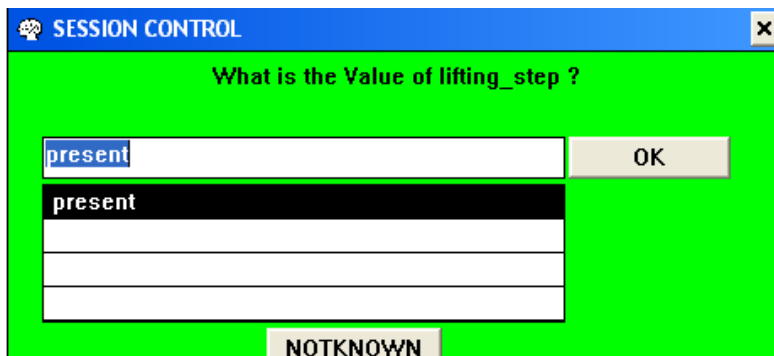 SESSION CONTROL
What is the Value of lifting_step ?
present
OK
present
NOTKNOWN